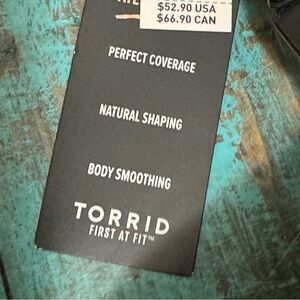 $52.90 USA
$66.90 CAN
PERFECT COVERAGE
NATURAL SHAPING
BODY SMOOTHING
TORRID
FIRST AT FIT™